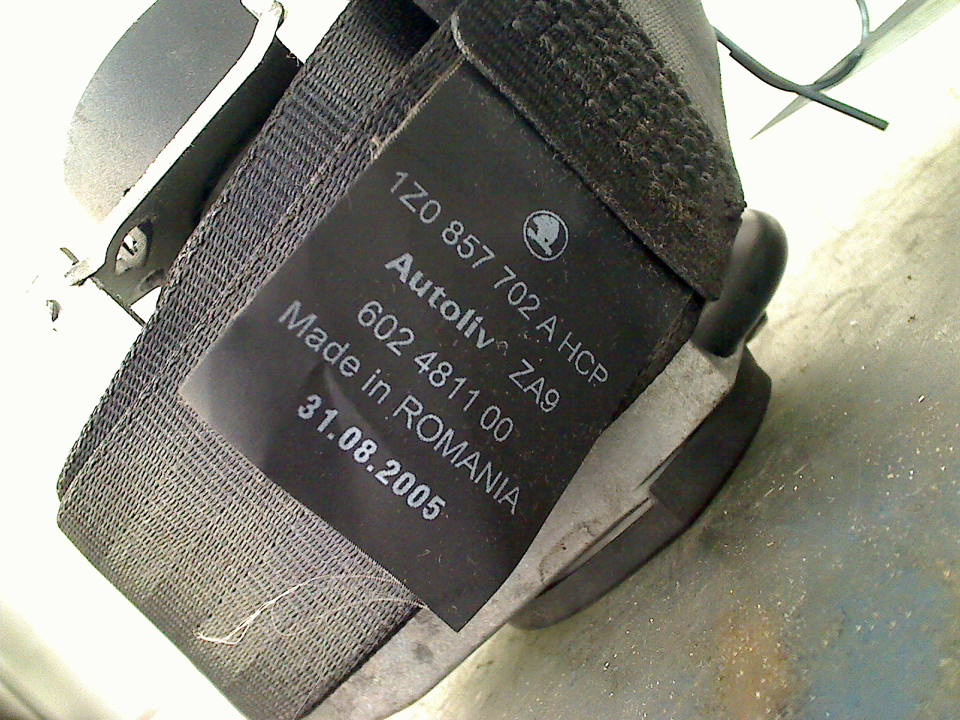 1Z0 857 702 A HCP
Autoliv ZA9
602 4811 00
Made in ROMANIA
31.08.2005